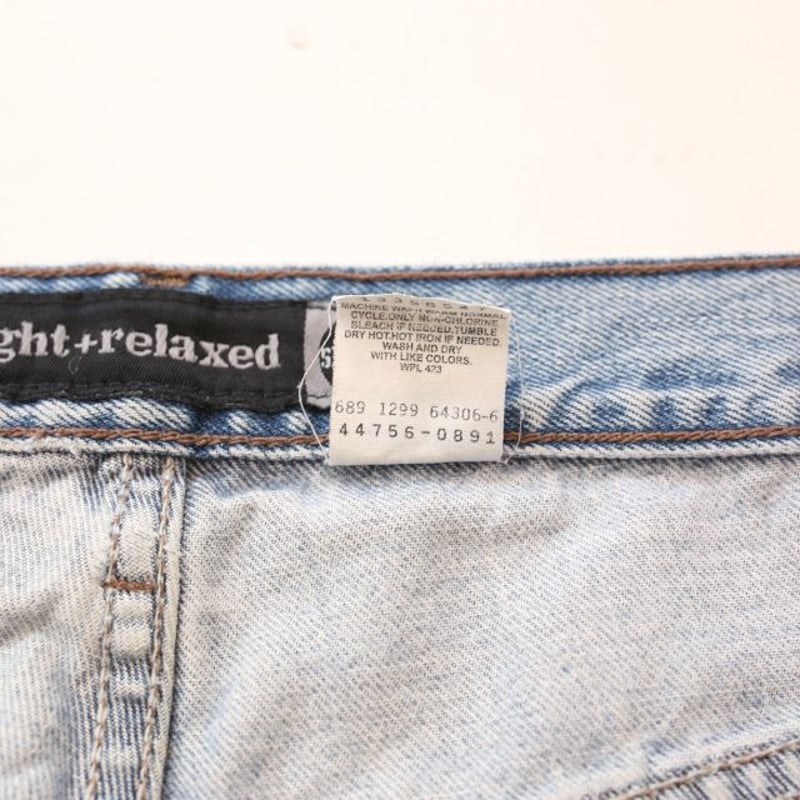 ght+relaxed
MACHINE WASH WARM NORMAL
CYCLE.ONLY NON-CHLORINE
BLEACH IF NEEDED.TUMBLE
DRY HOT.HOT IRON IF NEEDED.
WASH AND DRY
WITH LIKE COLORS.
WPL 423
689 1299 64306-6
44756-0891